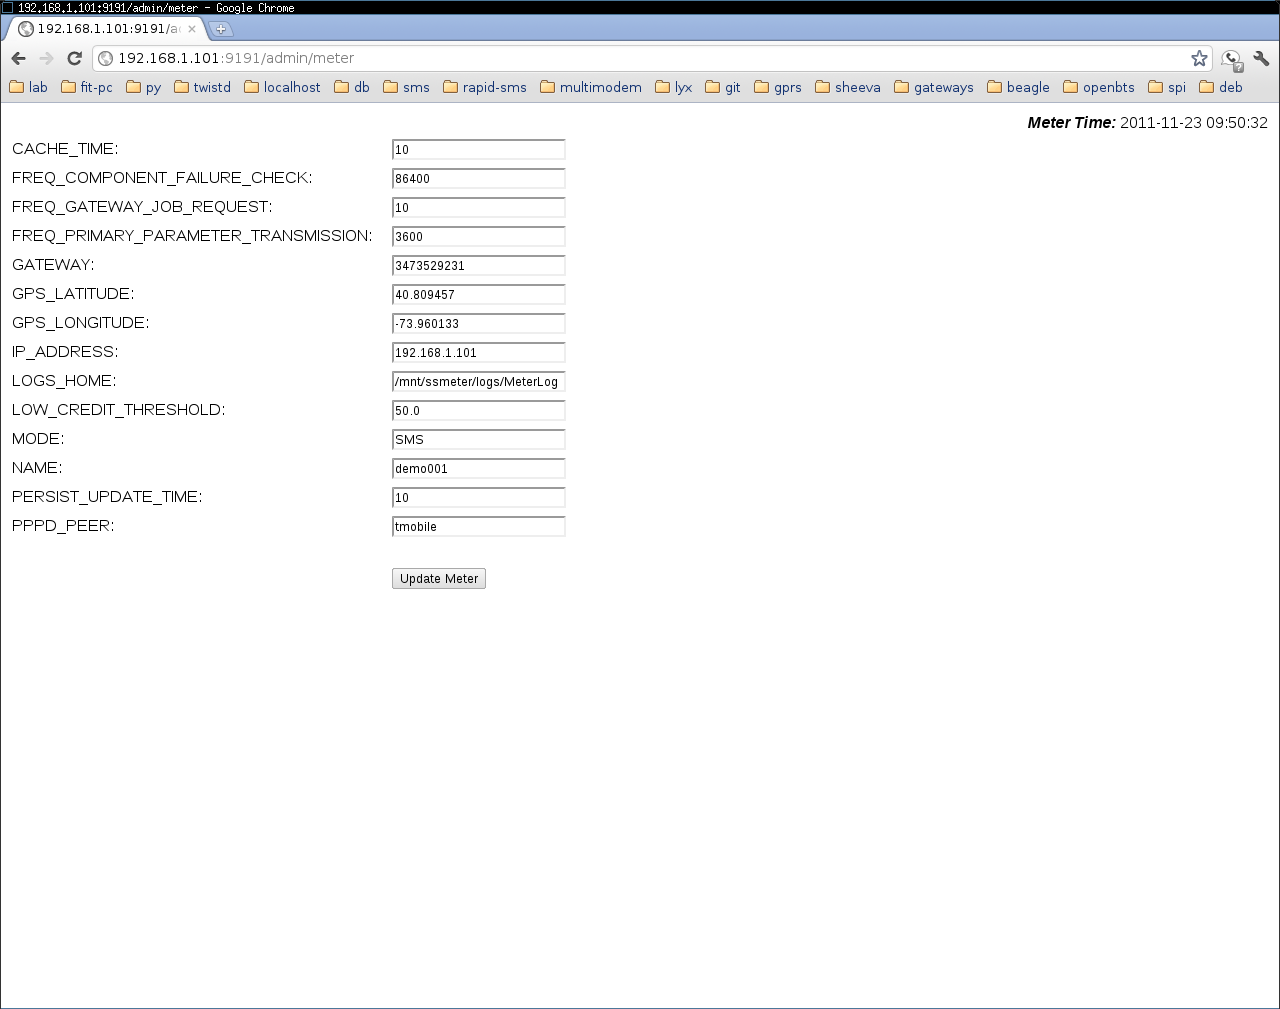 192.168.1.101:9191/admin/meter - Google Chrome
192.168.1.101:9191/ad
192.168.1.101:9191/admin/meter
lab fit-pc py twistd localhost db sms rapid-sms multimodem lyx git gprs sheeva gateways beagle openbts spi deb
Meter Time: 2011-11-23 09:50:32
CACHE_TIME: 10
FREQ_COMPONENT_FAILURE_CHECK: 86400
FREQ_GATEWAY_JOB_REQUEST: 10
FREQ_PRIMARY_PARAMETER_TRANSMISSION: 3600
GATEWAY: 3473529231
GPS_LATITUDE: 40.809457
GPS_LONGITUDE: -73.960133
IP_ADDRESS: 192.168.1.101
LOGS_HOME: /mnt/ssmeter/logs/MeterLog
LOW_CREDIT_THRESHOLD: 50.0
MODE: SMS
NAME: demo001
PERSIST_UPDATE_TIME: 10
PPPD_PEER: tmobile
Update Meter